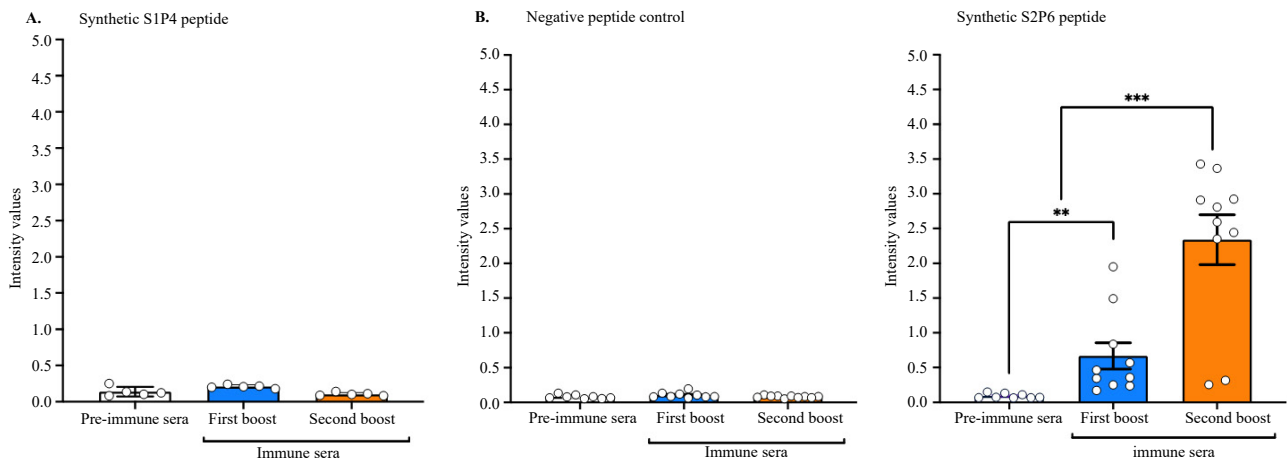 A. Synthetic S1P4 peptide
5.0
4.5
4.0
3.5
3.0
2.5
2.0
1.5
1.0
0.5
0.0
Intensity values
Pre-immune sera First boost Second boost
Immune sera
B. Negative peptide control
5.0
4.5
4.0
3.5
3.0
2.5
2.0
1.5
1.0
0.5
0.0
Intensity values
Pre-immune sera First boost Second boost
Immune sera
Synthetic S2P6 peptide
5.0
4.5
4.0
3.5
3.0
2.5
2.0
1.5
1.0
0.5
0.0
Intensity values
***
**
Pre-immune sera First boost Second boost
immune sera